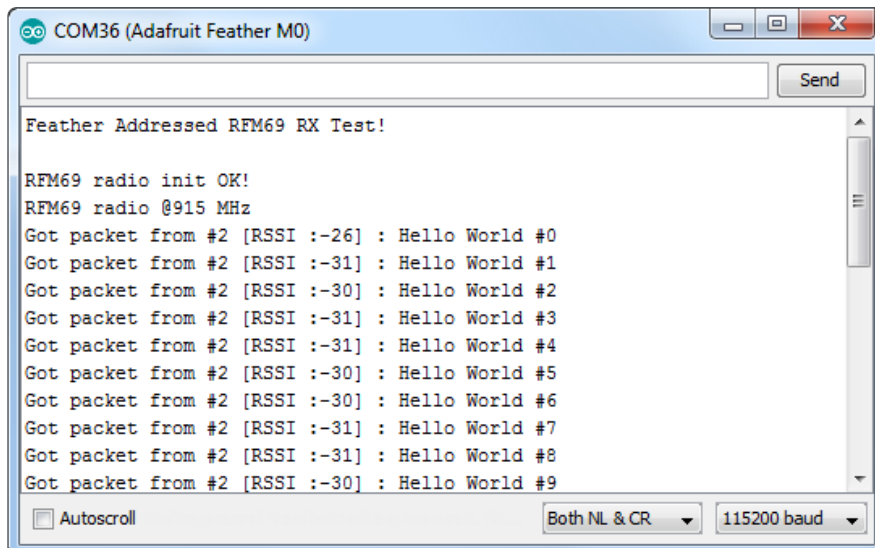 COM36 (Adafruit Feather M0)
Send
Feather Addressed RFM69 RX Test!
RFM69 radio init OK!
RFM69 radio @915 MHz
Got packet from #2 [RSSI :-26] : Hello World #0
Got packet from #2 [RSSI :-31] : Hello World #1
Got packet from #2 [RSSI :-30] : Hello World #2
Got packet from #2 [RSSI :-31] : Hello World #3
Got packet from #2 [RSSI :-31] : Hello World #4
Got packet from #2 [RSSI :-30] : Hello World #5
Got packet from #2 [RSSI :-30] : Hello World #6
Got packet from #2 [RSSI :-31] : Hello World #7
Got packet from #2 [RSSI :-31] : Hello World #8
Got packet from #2 [RSSI :-30] : Hello World #9
Autoscroll Both NL & CR 115200 baud